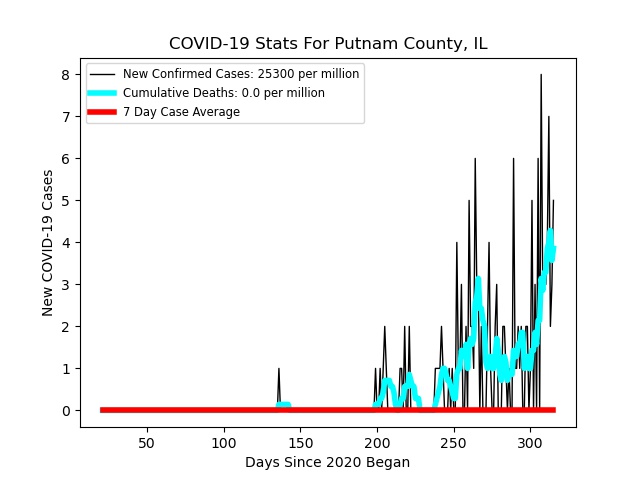 COVID-19 Stats For Putnam County, IL
New Confirmed Cases: 25300 per million
Cumulative Deaths: 0.0 per million
7 Day Case Average
New COVID-19 Cases
8
7
6
5
4
3
2
1
0
50 100 150 200 250 300
Days Since 2020 Began